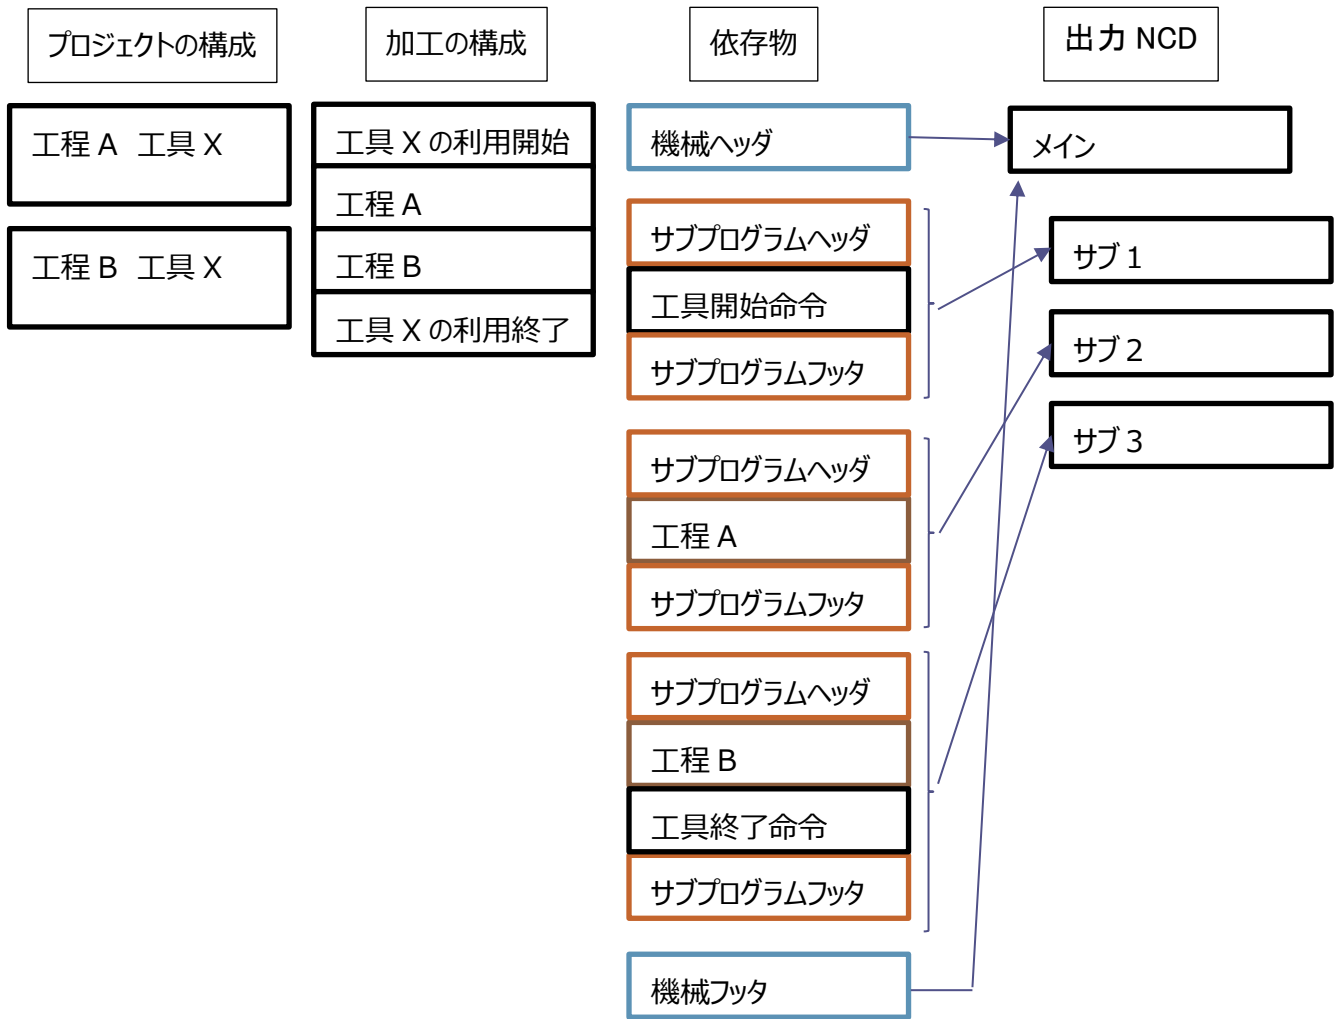 プロジェクトの構成
加工の構成
依存物
出力 NCD
工程 A 工具 X
工程 B 工具 X
工具 X の利用開始
工程 A
工程 B
工具 X の利用終了
機械ヘッダ
サブプログラムヘッダ
工具開始命令
サブプログラムフッタ
サブプログラムヘッダ
工程 A
サブプログラムフッタ
サブプログラムヘッダ
工程 B
工具終了命令
サブプログラムフッタ
機械フッタ
メイン
サブ 1
サブ 2
サブ 3